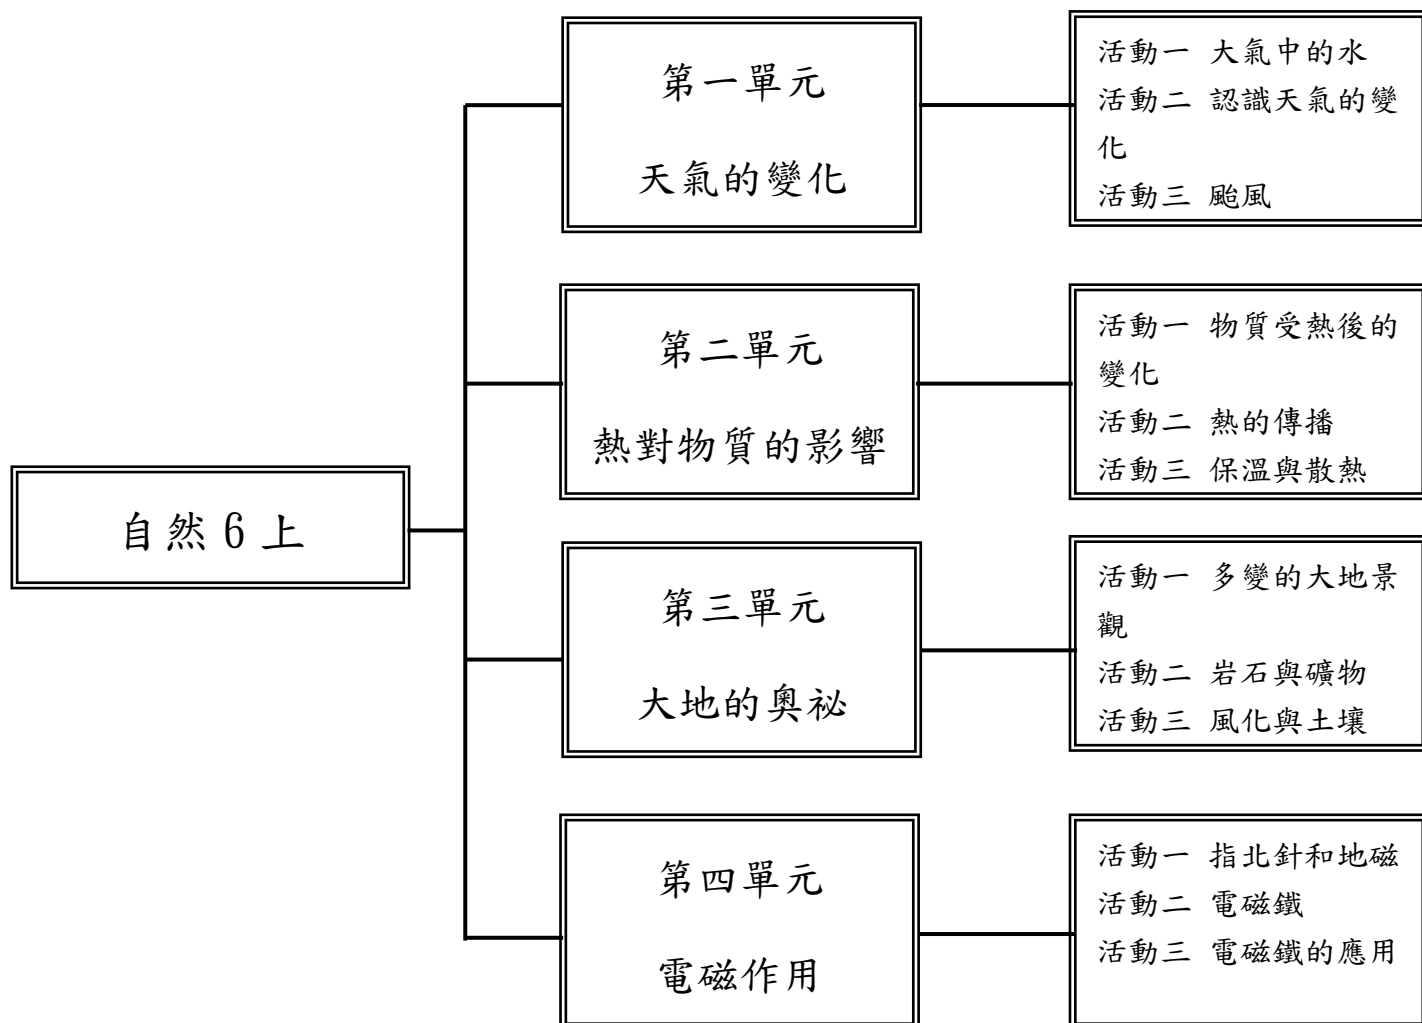 自然 6 上
第一單元
天氣的變化
活動一 大氣中的水
活動二 認識天氣的變
化
活動三 颱風
第二單元
熱對物質的影響
活動一 物質受熱後的
變化
活動二 熱的傳播
活動三 保溫與散熱
第三單元
大地的奧祕
活動一 多變的大地景
觀
活動二 岩石與礦物
活動三 風化與土壤
第四單元
電磁作用
活動一 指北針和地磁
活動二 電磁鐵
活動三 電磁鐵的應用